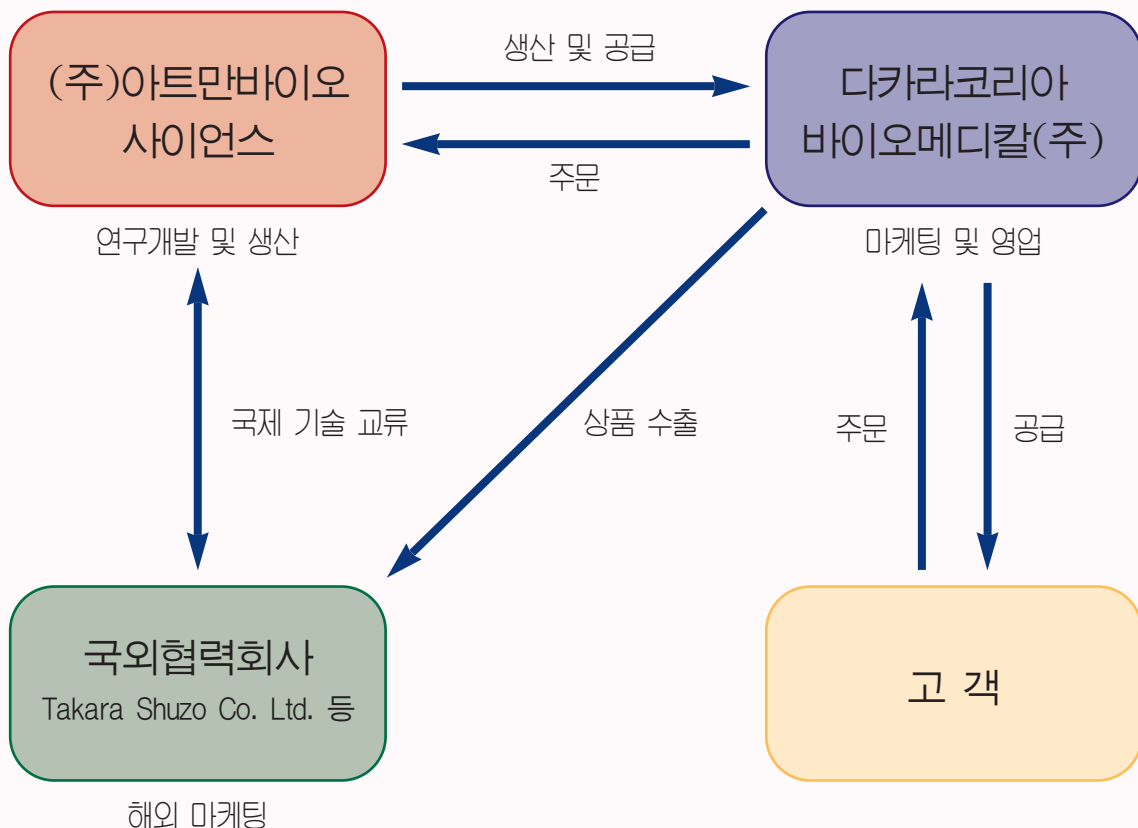 생산 및 공급
(주)아트만바이오
사이언스
다카라코리아
바이오메디칼(주)
주문
연구개발 및 생산
마케팅 및 영업
국제 기술 교류
상품 수출
주문
공급
국외협력회사
Takara Shuzo Co. Ltd. 등
고 객
해외 마케팅